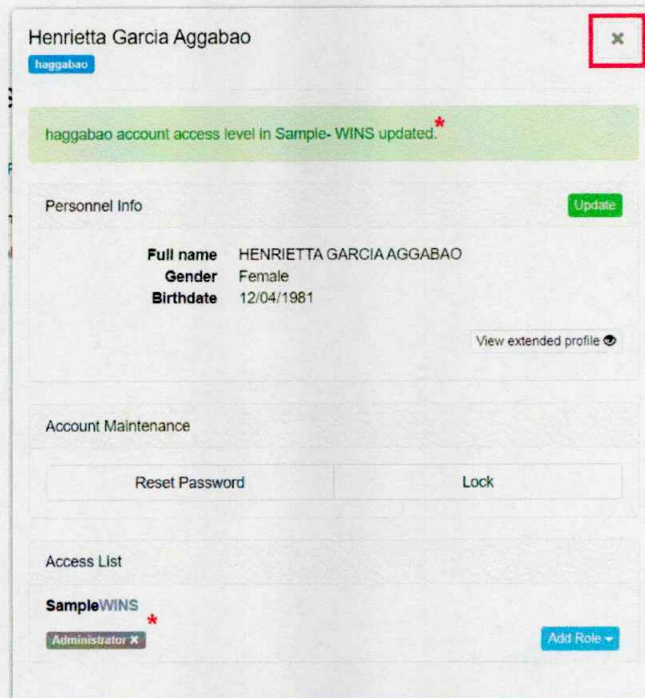 Henrietta Garcia Aggabao
haggabao
haggabao account access level in Sample- WINS updated.*
Personnel Info
Update
Full name HENRIETTA GARCIA AGGABAO
Gender Female
Birthdate 12/04/1981
View extended profile
Account Maintenance
Reset Password Lock
Access List
SampleWINS
*
Administrator ×
Add Role